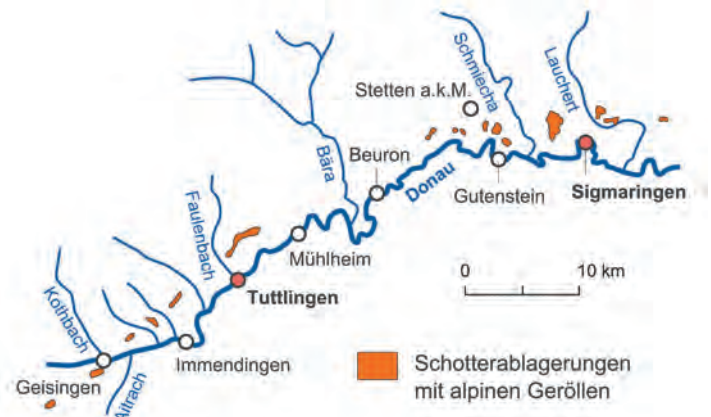 Schmiecha
Lauchert
Stetten a.k.M.
Bära
Beuron
Donau
Gutenstein
Sigmaringen
Faulenbach
Mühlheim
0
10 km
Tuttlingen
Kothbach
Immendingen
Geisingen
Aitrach
Schotterablagerungen
mit alpinen Geröllen